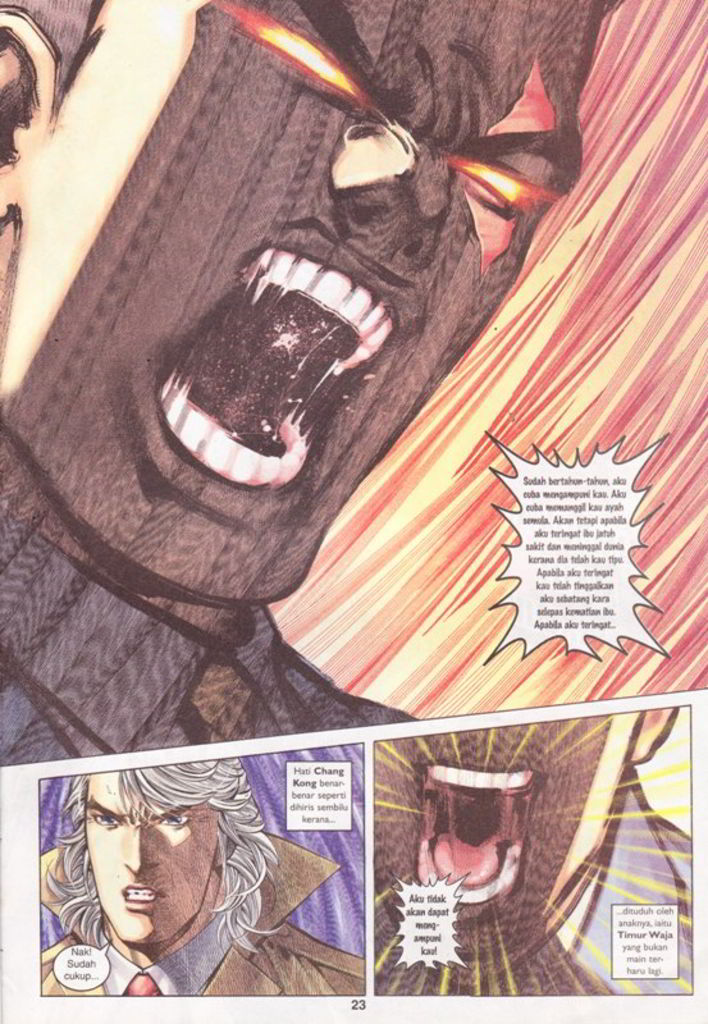 Sudah bertahun-tahun, aku
cuba mengampuni kau. Aku
cuba memanggil kau ayah
semula. Akan tetapi apabila
aku teringat ibu jatuh
sakit dan meninggal dunia
kerana dia telah kau tipu.
Apabila aku teringat
kau telah tinggalkan
aku sebatang kara
selepas kematian ibu.
Apabila aku teringat...
Hati Chang
Kong benar-
benar seperti
dihiris sembilu
kerana...
Nak!
Sudah
cukup...
Aku tidak
akan dapat
meng-
ampuni
kau!
...dituduh oleh
anaknya, iaitu
Timur Waja
yang bukan
main ter-
haru lagi.
23